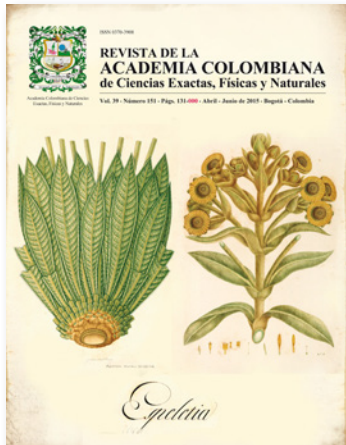 ISSN 0370-3908
REVISTA DE LA
ACADEMIA COLOMBIANA
de Ciencias Exactas, Físicas y Naturales
Academia Colombiana de Ciencias
Exactas, Físicas y Naturales
Vol. 39 - Número 151 - Págs. 131-000 - Abril - Junio de 2015 - Bogotá - Colombia
Espeletia